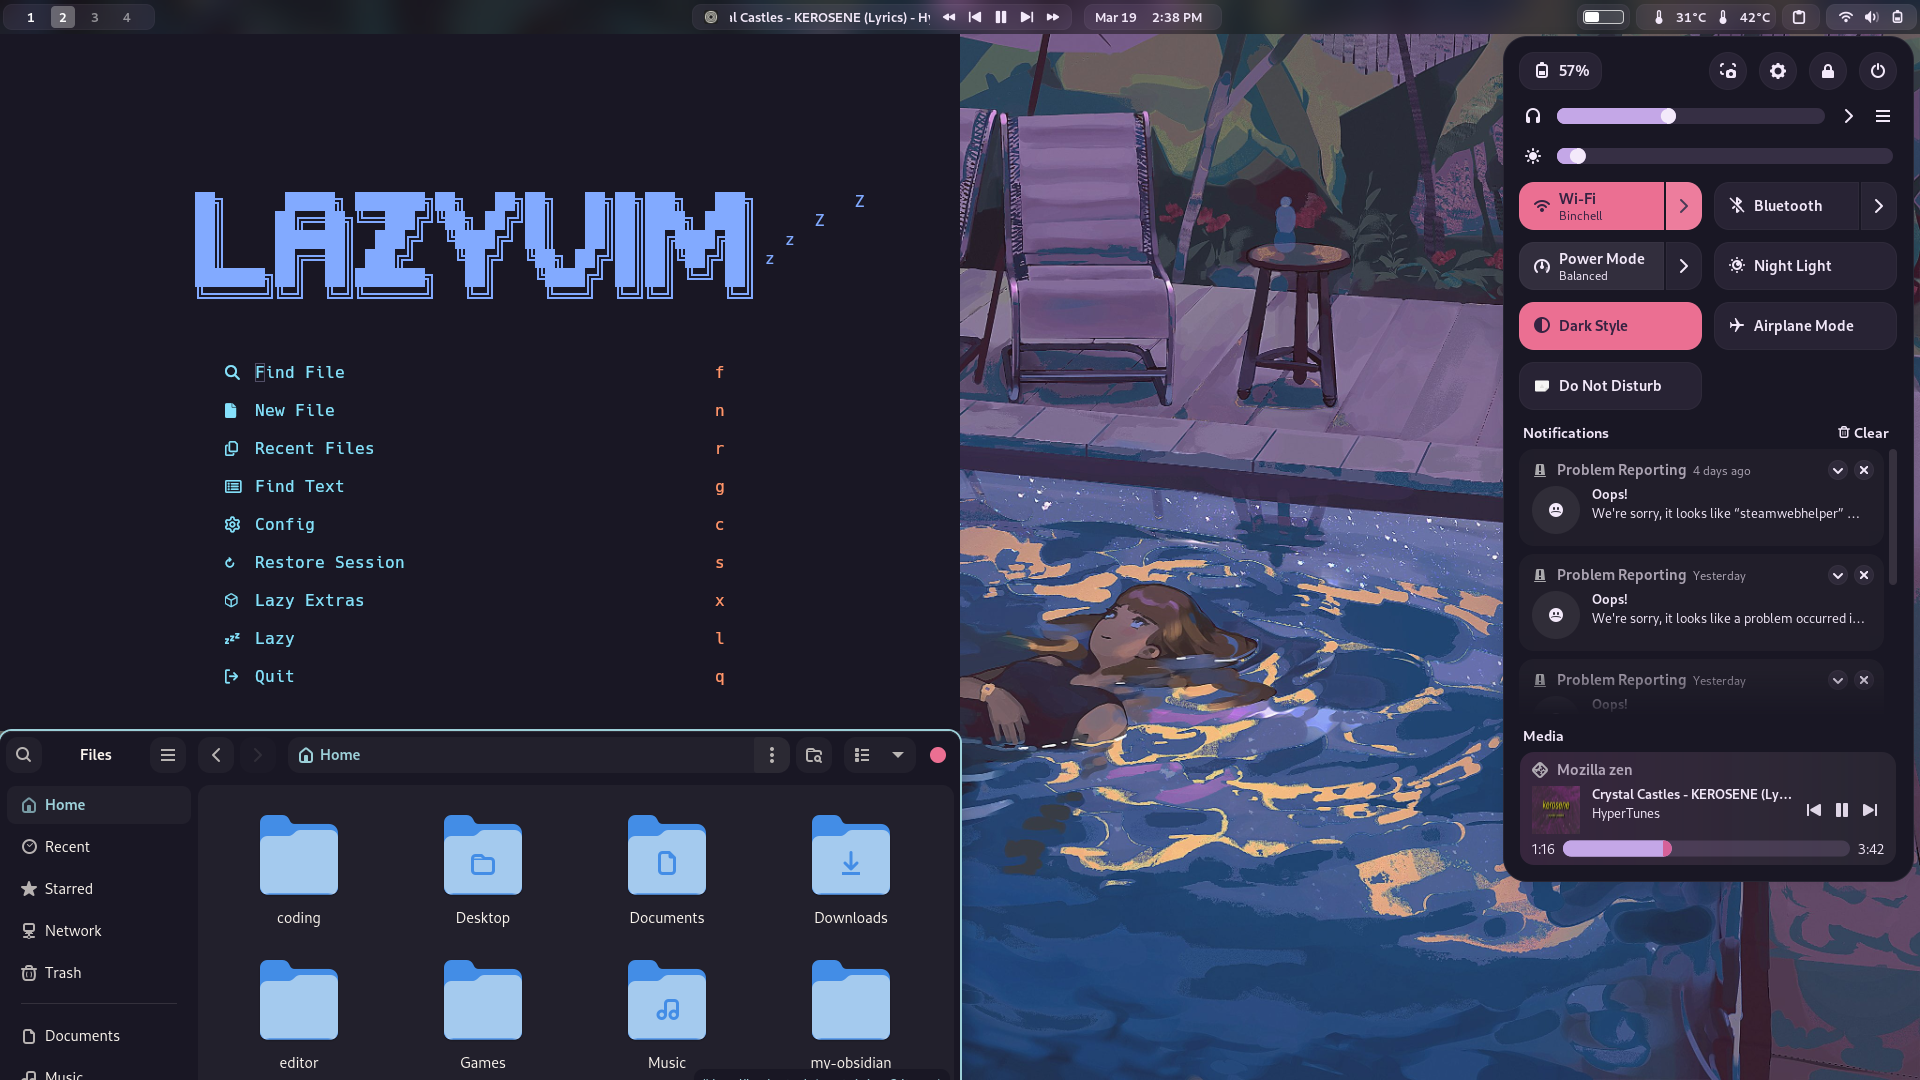 1 2 3 4
al Castles - KEROSENE (Lyrics) - Hy
Mar 19 2:38 PM
31°C 42°C
LAZYVIM
z z Z Z
Find File f
New File n
Recent Files r
Find Text g
Config c
Restore Session s
Lazy Extras x
Lazy l
Quit q
Files
Home
Home
Recent
Starred
Network
Trash
Documents
Music
coding
Desktop
Documents
Downloads
editor
Games
Music
my-obsidian
57%
Wi-Fi
Binchell
Bluetooth
Power Mode
Balanced
Night Light
Dark Style
Airplane Mode
Do Not Disturb
Notifications
Clear
Problem Reporting 4 days ago
Oops!
We're sorry, it looks like “steamwebhelper” …
Problem Reporting Yesterday
Oops!
We're sorry, it looks like a problem occurred i…
Problem Reporting Yesterday
Oops!
Media
Mozilla zen
kerosene
Crystal Castles - KEROSENE (Ly…
HyperTunes
1:16
3:42